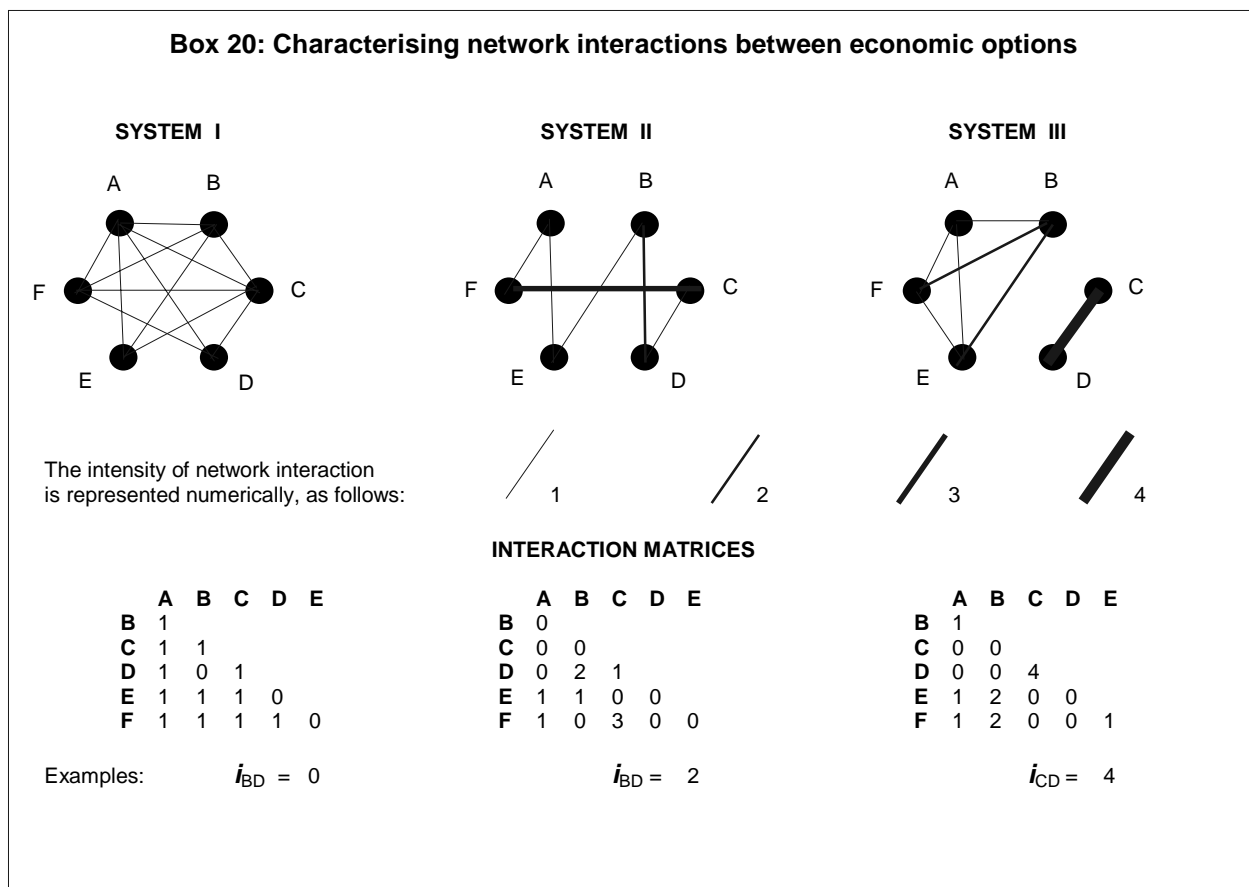 Box 20: Characterising network interactions between economic options
SYSTEM I SYSTEM II SYSTEM III
A B A B A B
F C F C F C
E D E D E D
The intensity of network interaction
is represented numerically, as follows: 1 2 3 4
INTERACTION MATRICES
A B C D E A B C D E A B C D E
B 1 B 0 B 1
C 1 1 C 0 0 C 0 0
D 1 0 1 D 0 2 1 D 0 0 4
E 1 1 1 0 E 1 1 0 0 E 1 2 0 0
F 1 1 1 1 0 F 1 0 3 0 0 F 1 2 0 0 1
Examples: iBD = 0 iBD = 2 iCD = 4